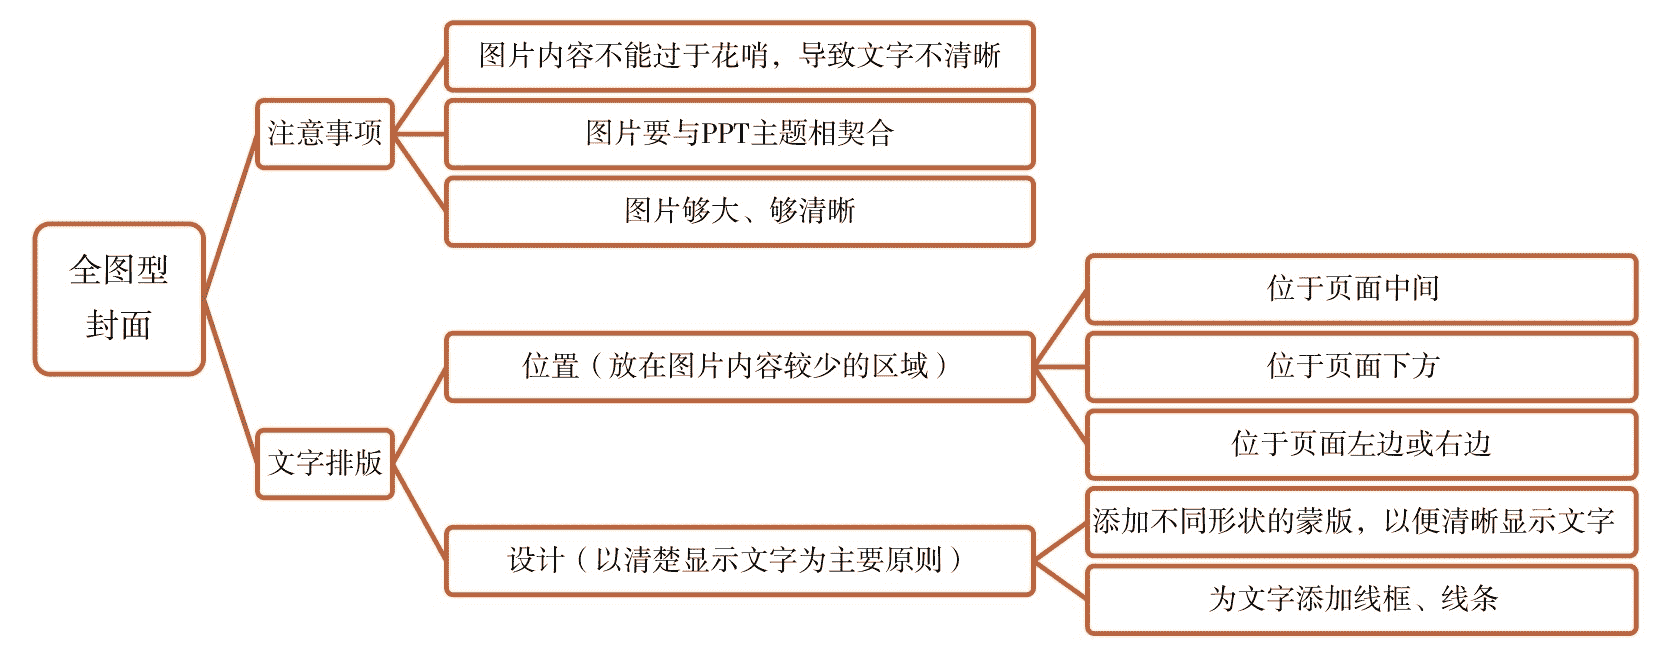 全图型
封面
注意事项
图片内容不能过于花哨，导致文字不清晰
图片要与PPT主题相契合
图片够大、够清晰
文字排版
位置（放在图片内容较少的区域）
位于页面中间
位于页面下方
位于页面左边或右边
设计（以清楚显示文字为主要原则）
添加不同形状的蒙版，以便清晰显示文字
为文字添加线框、线条